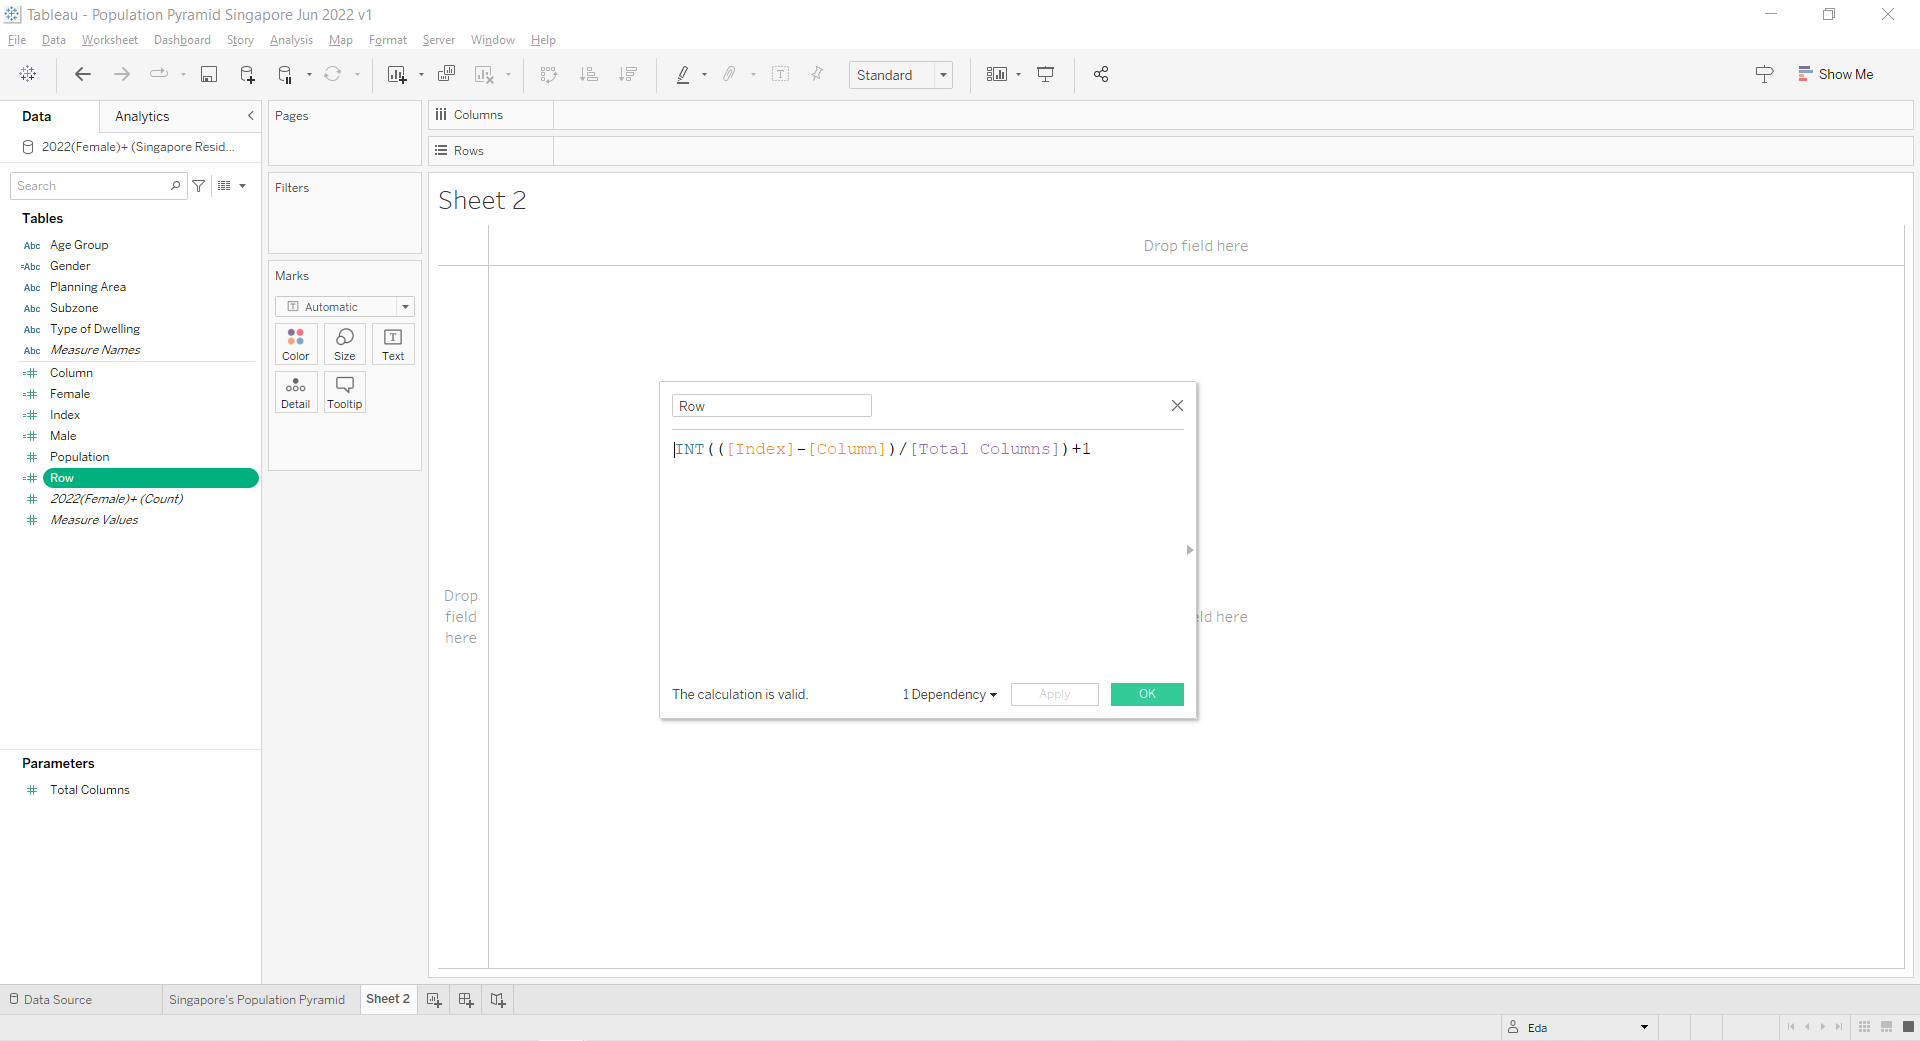 Tableau - Population Pyramid Singapore Jun 2022 v1
File Data Worksheet Dashboard Story Analysis Map Format Server Window Help
Standard
Show Me
Data Analytics
2022(Female)+ (Singapore Resid...
Search
Tables
Abc Age Group
=Abc Gender
Abc Planning Area
Abc Subzone
Abc Type of Dwelling
Abc Measure Names
=# Column
=# Female
=# Index
=# Male
# Population
=# Row
# 2022(Female)+ (Count)
# Measure Values
Parameters
# Total Columns
Pages
Filters
Marks
Automatic
Color Size Text
Detail Tooltip
Columns
Rows
Sheet 2
Drop field here
Drop
field
here
eld here
Row
INT(([Index]-[Column])/[Total Columns])+1
The calculation is valid. 1 Dependency Apply OK
Data Source Singapore's Population Pyramid Sheet 2
Eda